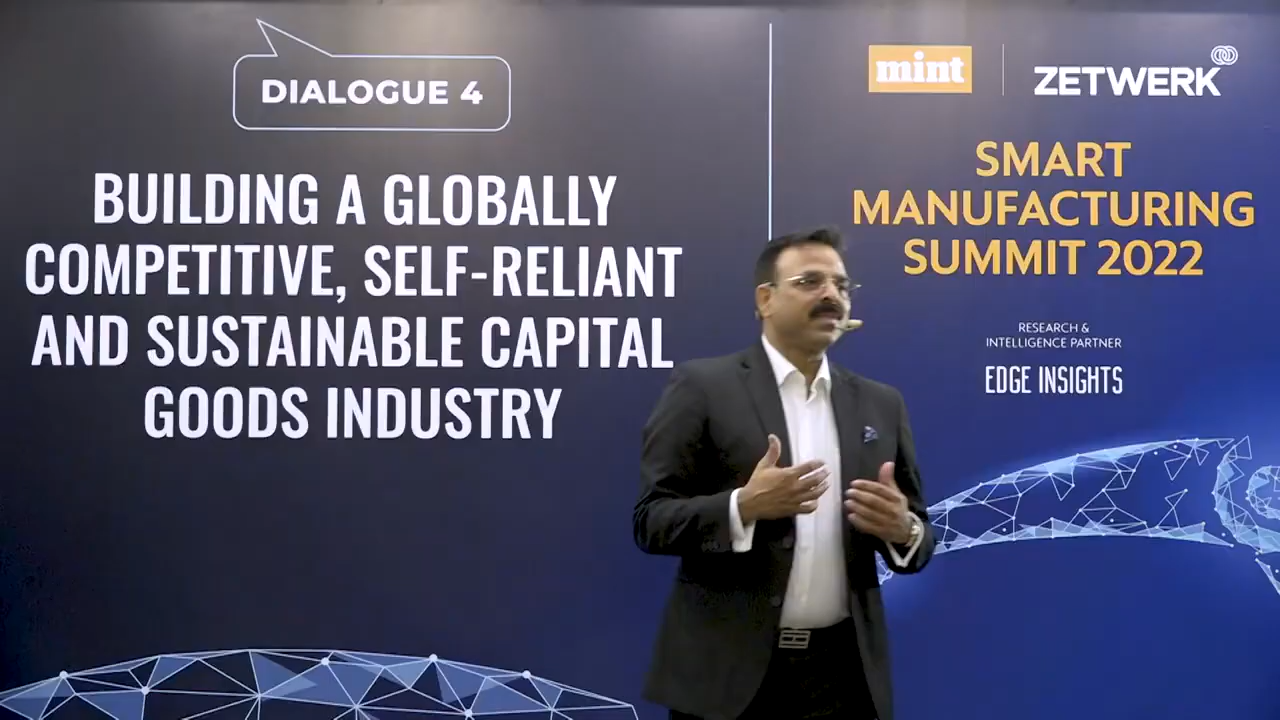 DIALOGUE 4
BUILDING A GLOBALLY
COMPETITIVE, SELF-RELIANT
AND SUSTAINABLE CAPITAL
GOODS INDUSTRY
mint
ZETWERK
SMART
MANUFACTURING
SUMMIT 2022
RESEARCH &
INTELLIGENCE PARTNER
EDGE INSIGHTS